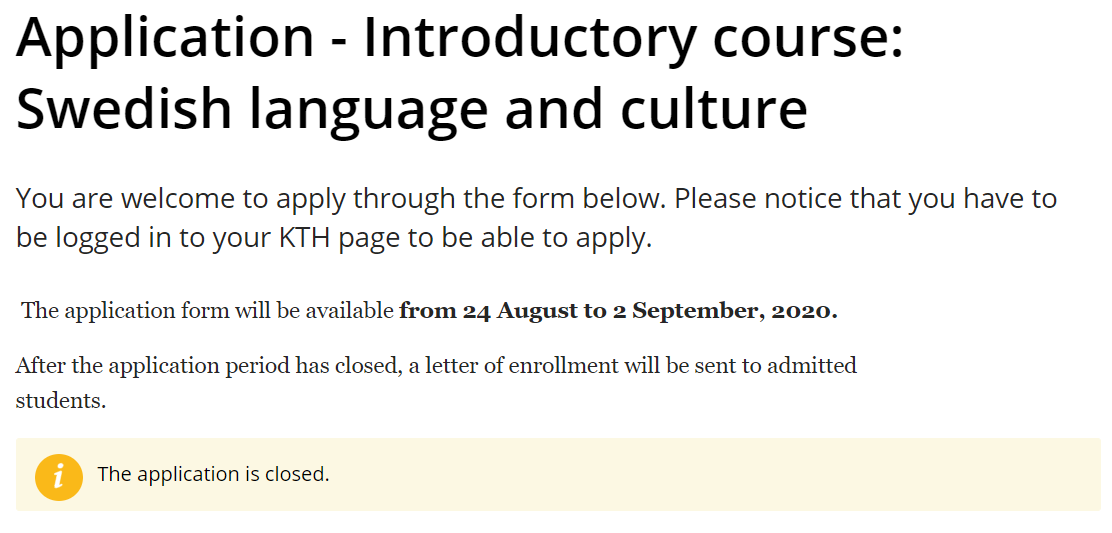 Application - Introductory course:
Swedish language and culture
You are welcome to apply through the form below. Please notice that you have to
be logged in to your KTH page to be able to apply.
The application form will be available from 24 August to 2 September, 2020.
After the application period has closed, a letter of enrollment will be sent to admitted
students.
i The application is closed.